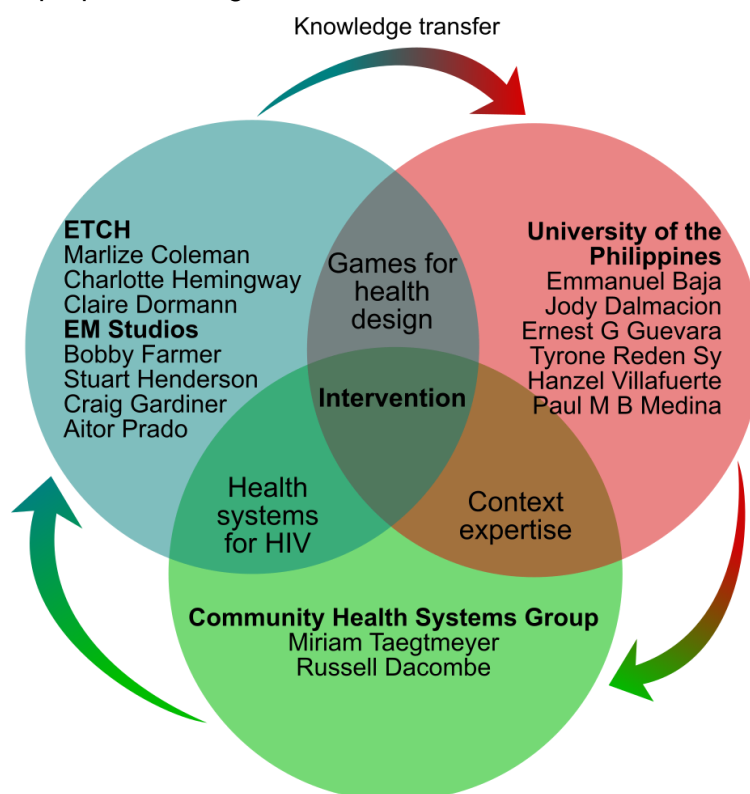 Knowledge transfer
ETCH
Marlize Coleman
Charlotte Hemingway
Claire Dormann
EM Studios
Bobby Farmer
Stuart Henderson
Craig Gardiner
Aitor Prado
Games for
health
design
University of the
Philippines
Emmanuel Baja
Jody Dalmacion
Ernest G Guevara
Tyrone Reden Sy
Hanzel Villafuerte
Paul M B Medina
Intervention
Health
systems
for HIV
Context
expertise
Community Health Systems Group
Miriam Taegtmeyer
Russell Dacombe